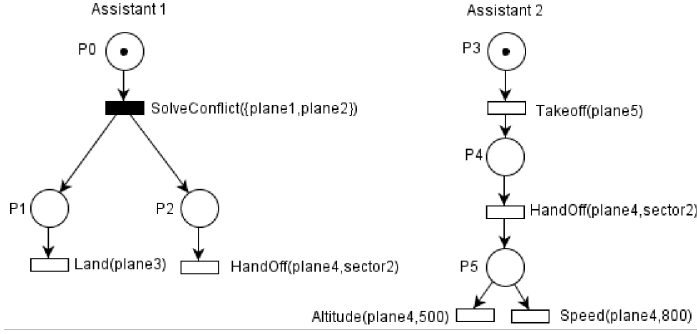 Assistant 1
P0
SolveConflict({plane1,plane2})
P1
P2
Land(plane3)
HandOff(plane4,sector2)
Assistant 2
P3
Takeoff(plane5)
P4
HandOff(plane4,sector2)
P5
Altitude(plane4,500)
Speed(plane4,800)